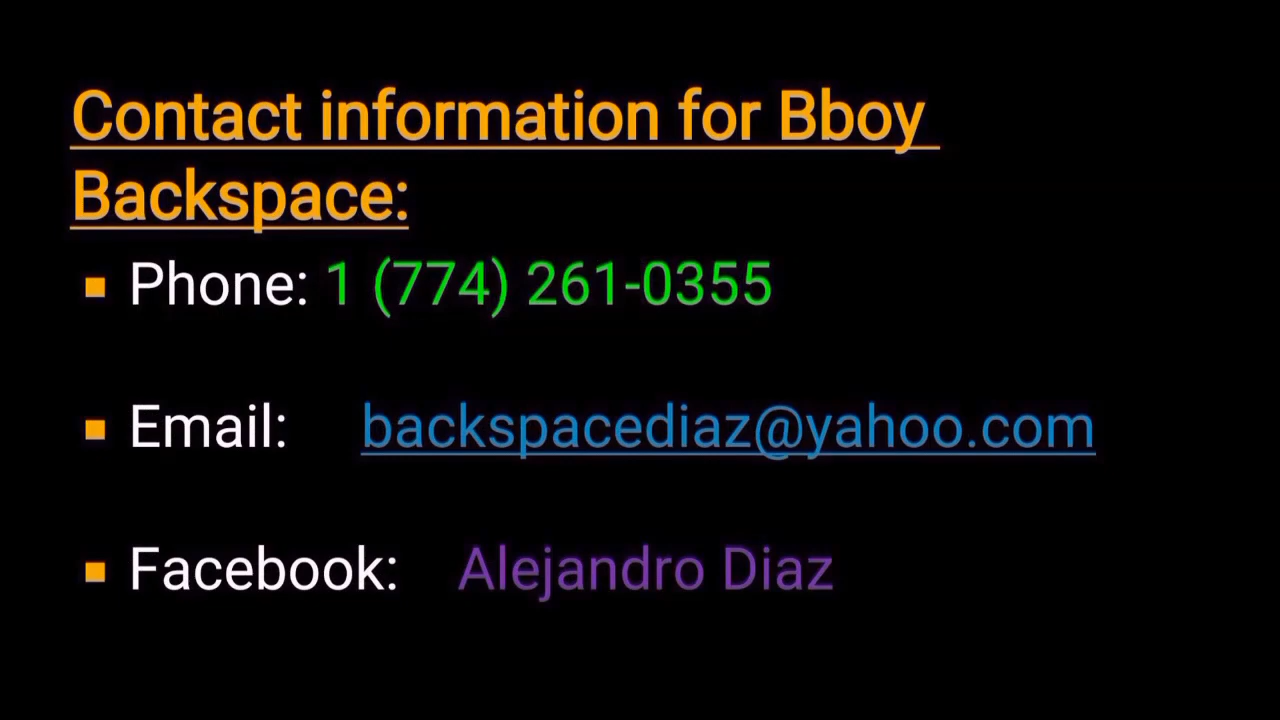 Contact information for Bboy
Backspace:
▪ Phone: 1 (774) 261-0355
▪ Email: backspacediaz@yahoo.com
▪ Facebook: Alejandro Diaz